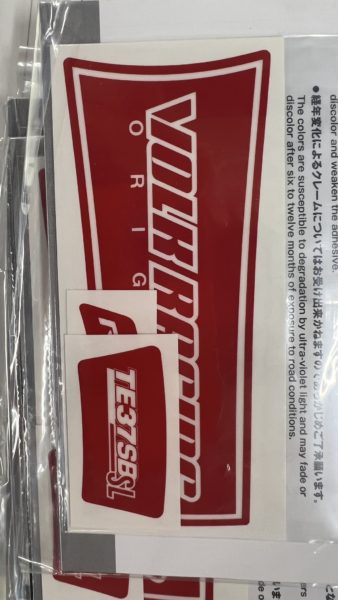 discolor and weaken the adhesive.
●経年変化によるクレームについてはお受け出来かねますのであらかじめご了承願います。
The colors are susceptible to degradation by ultra-violet light and may fade or
discolor after six to twelve months of exposure to road conditions.
VOLK RACING
O R I G
TE37SB
SL